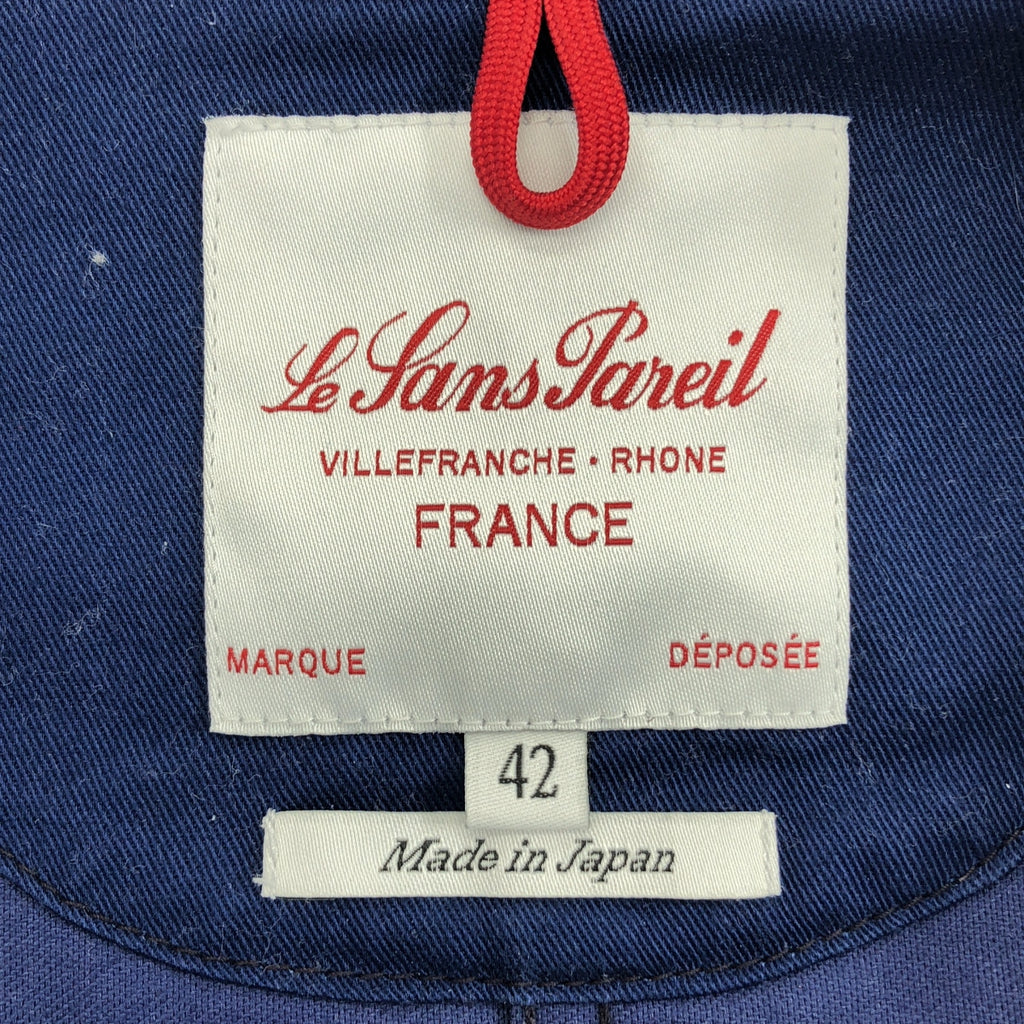 Le Sans Pareil
VILLEFRANCHE · RHONE
FRANCE
MARQUE DÉPOSÉE
42
Made in Japan